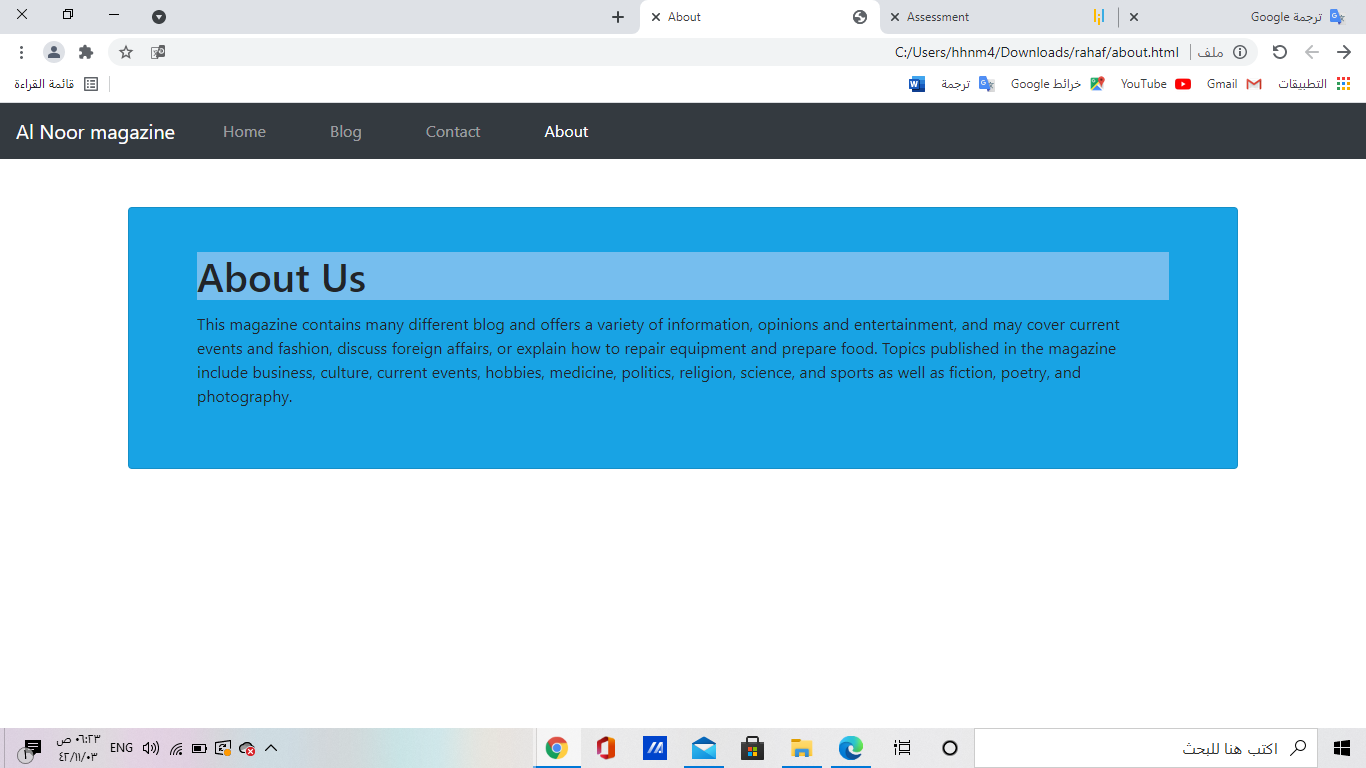 ترجمة Google
Assessment
About
C:/Users/hhnm4/Downloads/rahaf/about.html
ملف
التطبيقات
Gmail
YouTube
خرائط Google
ترجمة
قائمة القراءة
Al Noor magazine
Home
Blog
Contact
About
About Us
This magazine contains many different blog and offers a variety of information, opinions and entertainment, and may cover current
events and fashion, discuss foreign affairs, or explain how to repair equipment and prepare food. Topics published in the magazine
include business, culture, current events, hobbies, medicine, politics, religion, science, and sports as well as fiction, poetry, and
photography.
اكتب هنا للبحث
ENG
٠٦:٢٣ ص
٤٢/١١/٠٣